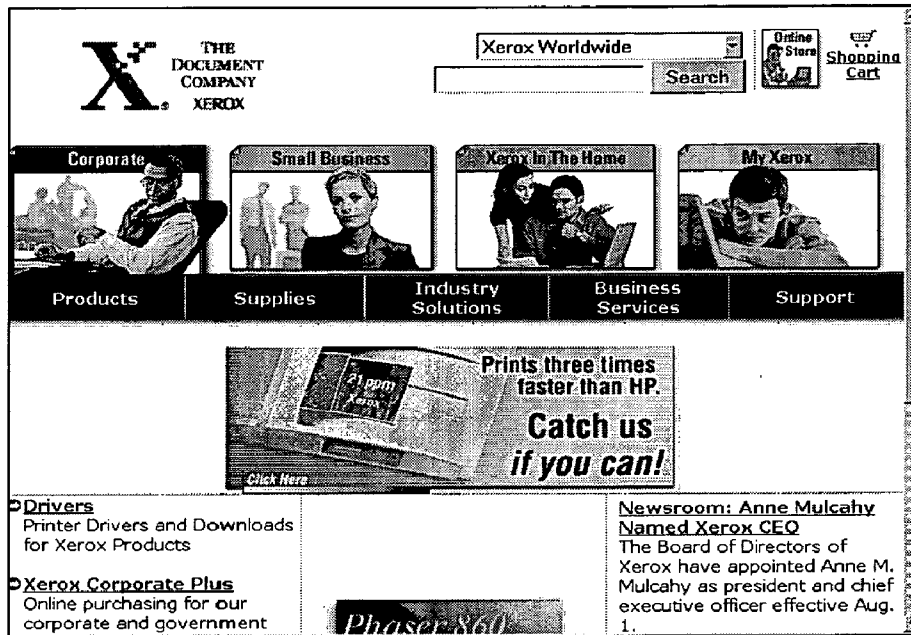 THE
DOCUMENT
COMPANY
XEROX
Xerox Worldwide
Search
Online
Store
Shopping
Cart
Corporate
Small Business
Xerox In The Home
My Xerox
Products
Supplies
Industry
Solutions
Business
Services
Support
Prints three times
faster than HP.
21 ppm
Xerox
Catch us
if you can!
Click Here
Drivers
Printer Drivers and Downloads
for Xerox Products
Xerox Corporate Plus
Online purchasing for our
corporate and government
Phaser 860
Newsroom: Anne Mulcahy
Named Xerox CEO
The Board of Directors of
Xerox have appointed Anne M.
Mulcahy as president and chief
executive officer effective Aug.
1.